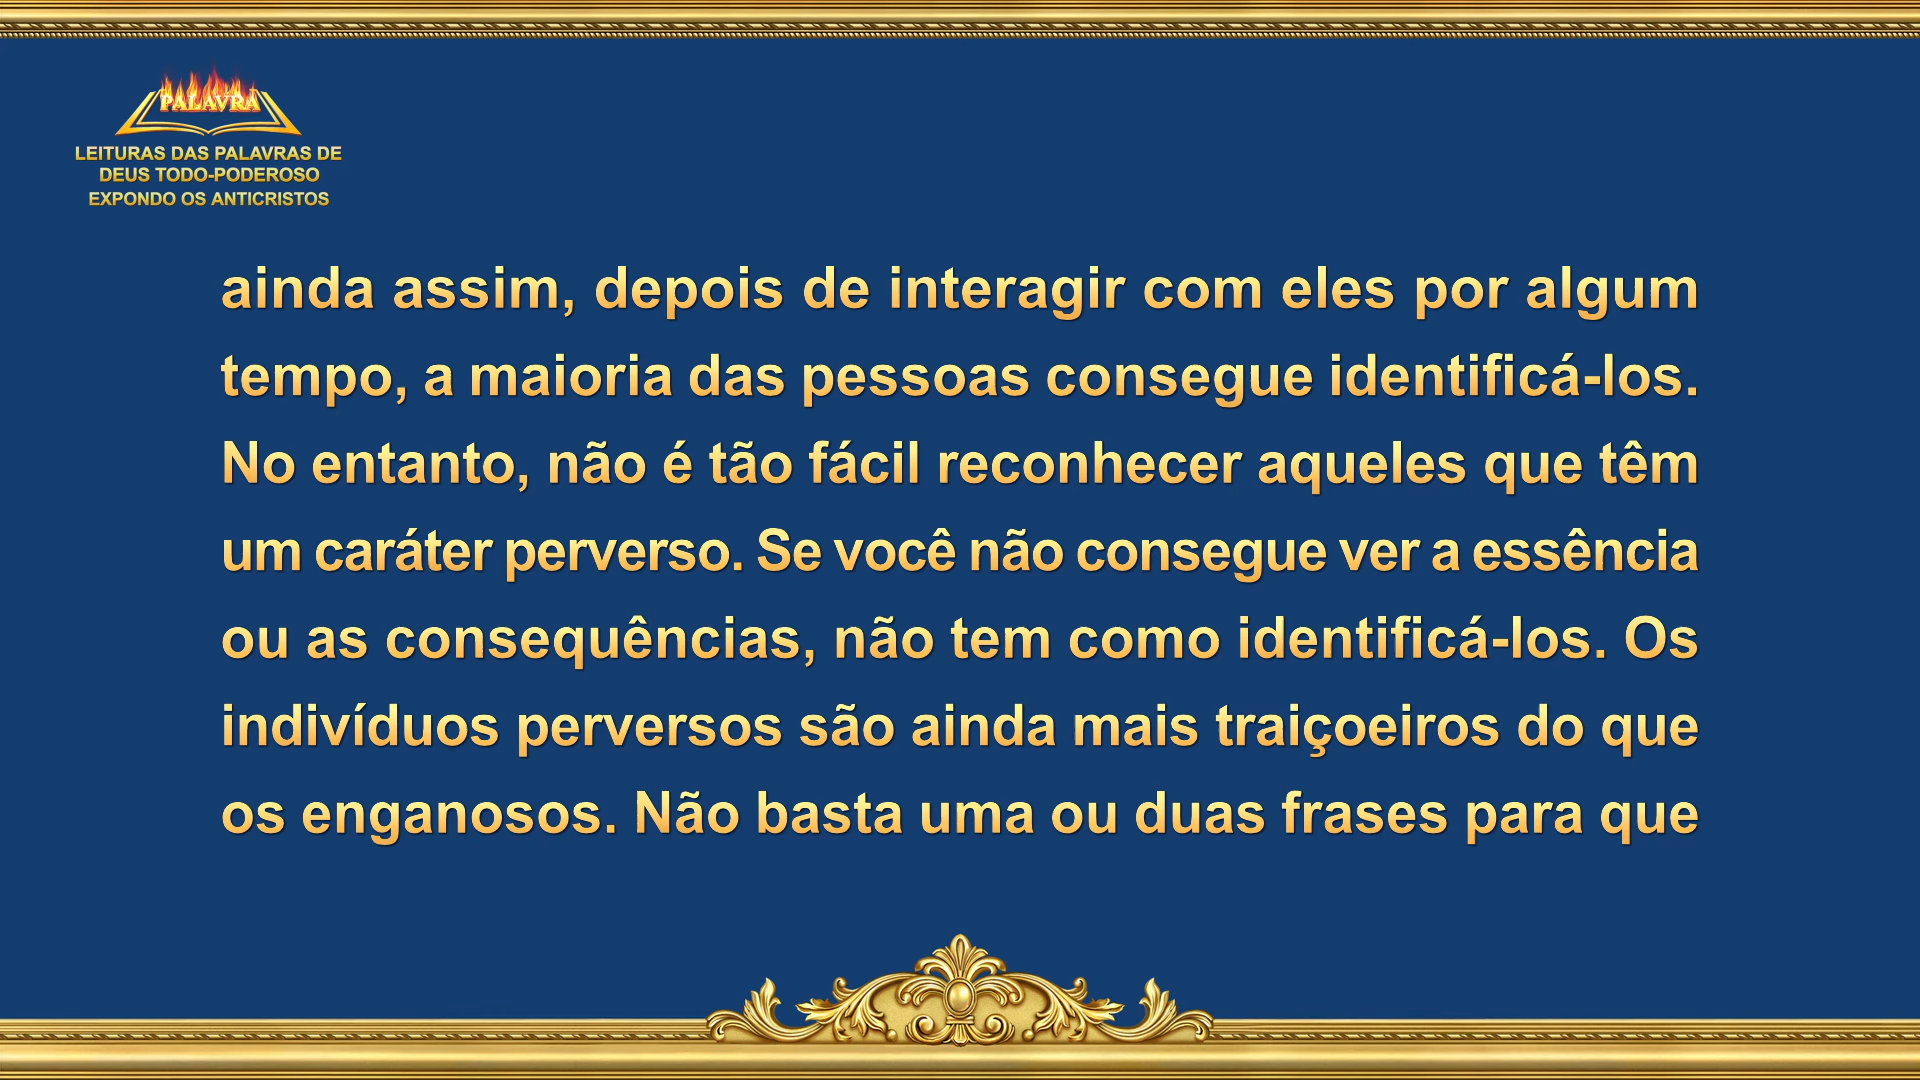 PALAVRA
LEITURAS DAS PALAVRAS DE
DEUS TODO-PODEROSO
EXPONDO OS ANTICRISTOS
ainda assim, depois de interagir com eles por algum
tempo, a maioria das pessoas consegue identificá-los.
No entanto, não é tão fácil reconhecer aqueles que têm
um caráter perverso. Se você não consegue ver a essência
ou as consequências, não tem como identificá-los. Os
indivíduos perversos são ainda mais traiçoeiros do que
os enganosos. Não basta uma ou duas frases para que